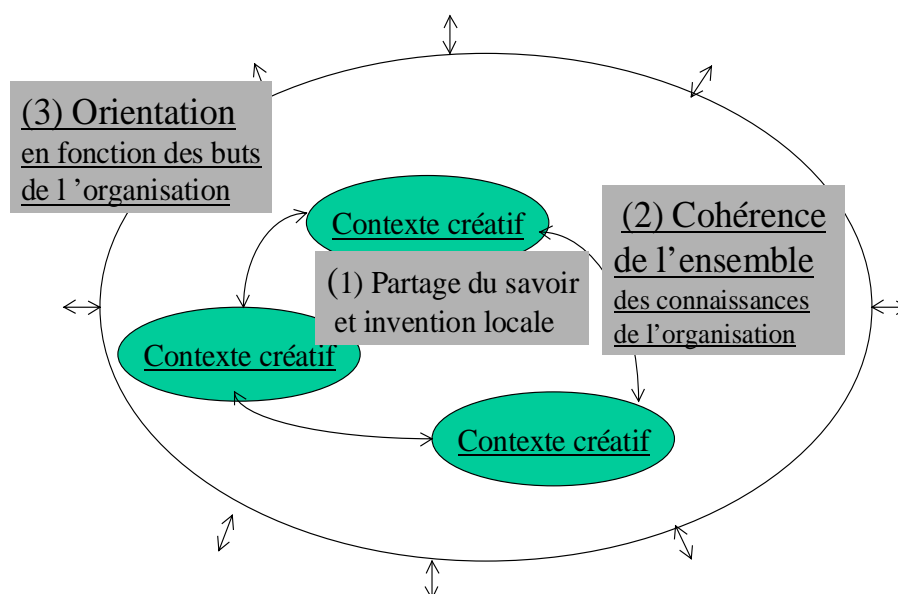 (3) Orientation
en fonction des buts
de l ’organisation
Contexte créatif
(2) Cohérence
de l’ensemble
des connaissances
de l’organisation
(1) Partage du savoir
et invention locale
Contexte créatif
Contexte créatif